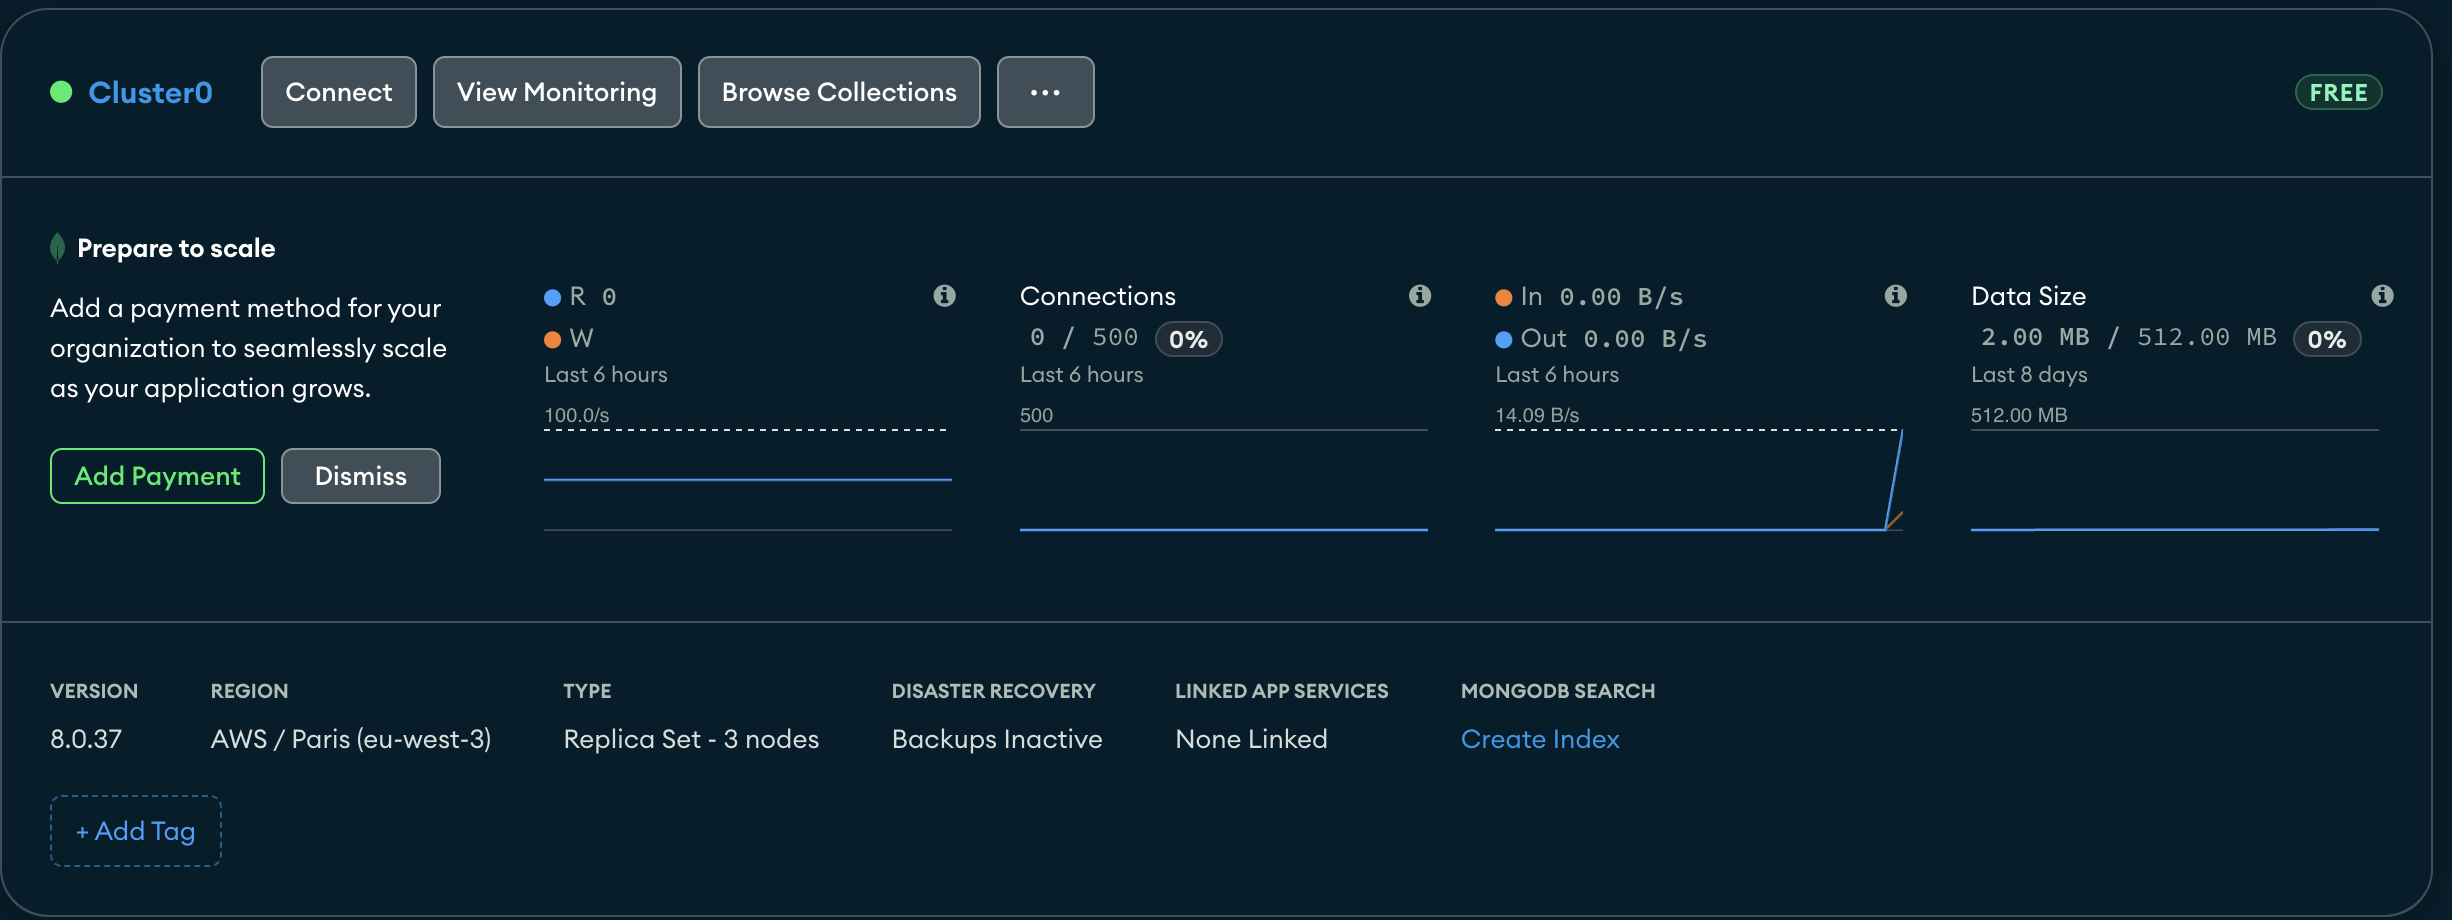 Cluster0
Connect
View Monitoring
Browse Collections
...
FREE
Prepare to scale
Add a payment method for your
organization to seamlessly scale
as your application grows.
Add Payment
Dismiss
R 0
W
Last 6 hours
100.0/s
Connections
0 / 500 0%
Last 6 hours
500
In 0.00 B/s
Out 0.00 B/s
Last 6 hours
14.09 B/s
Data Size
2.00 MB / 512.00 MB 0%
Last 8 days
512.00 MB
VERSION
8.0.37
REGION
AWS / Paris (eu-west-3)
TYPE
Replica Set - 3 nodes
DISASTER RECOVERY
Backups Inactive
LINKED APP SERVICES
None Linked
MONGODB SEARCH
Create Index
+ Add Tag